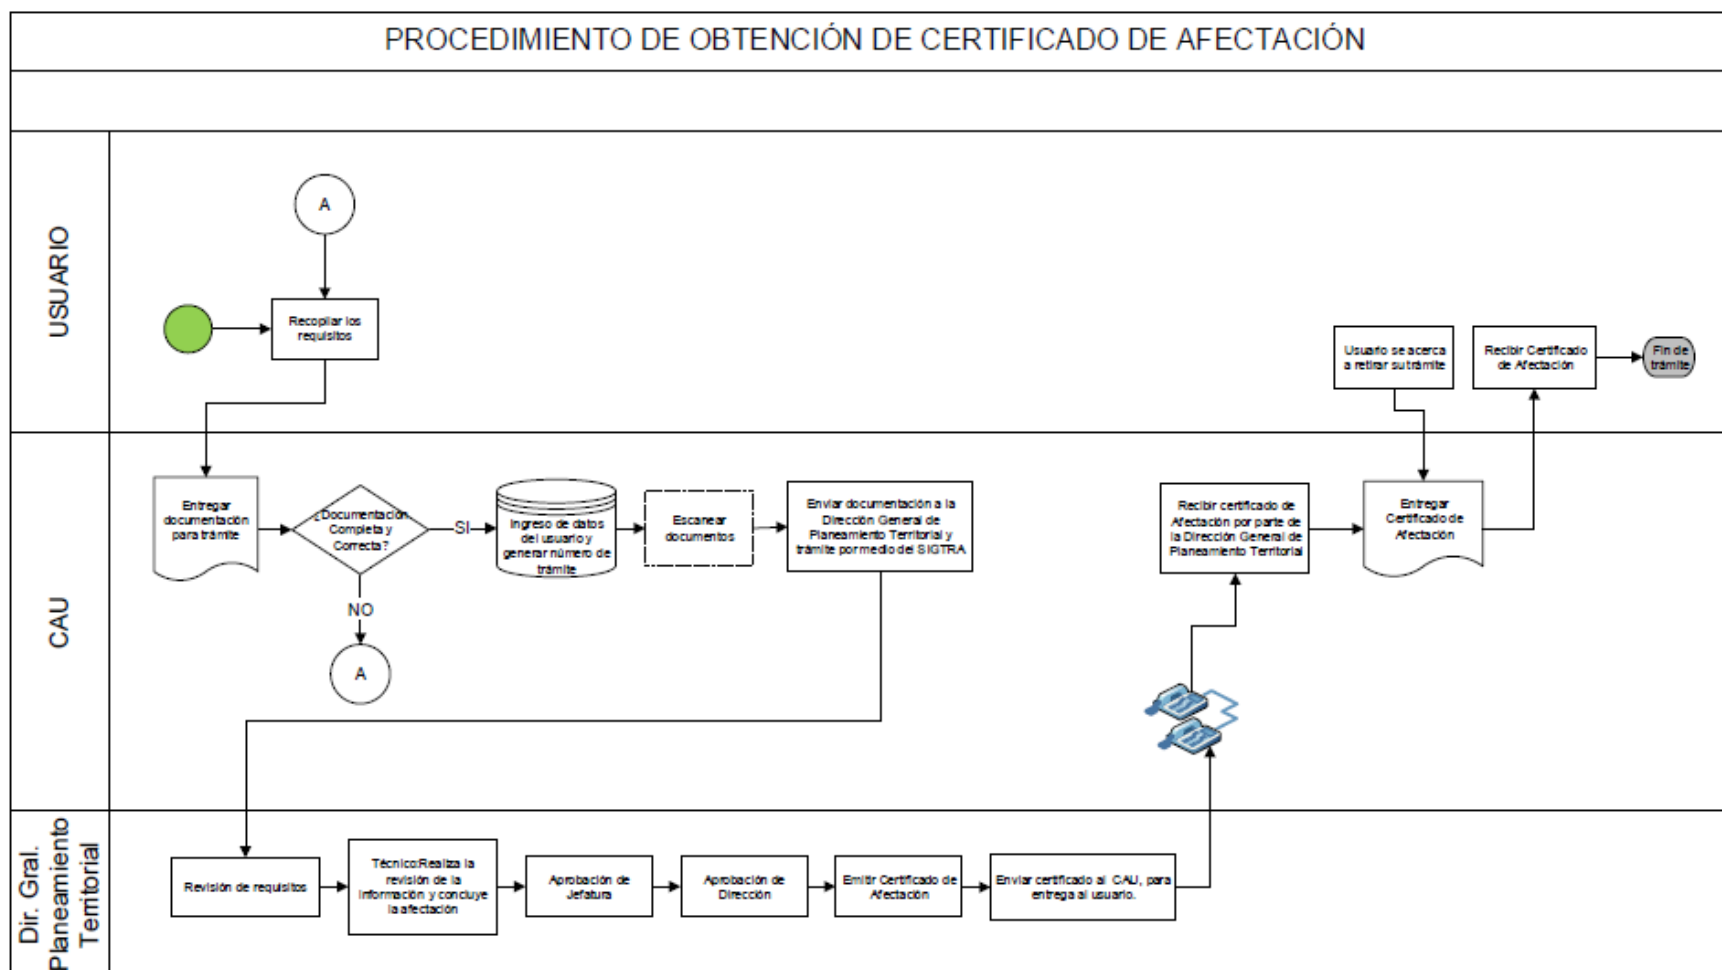 PROCEDIMIENTO DE OBTENCIÓN DE CERTIFICADO DE AFECTACIÓN
USUARIO
A
Recopilar los
requisitos
Usuario se acerca
a retirar su trámite
Recibir Certificado
de Afectación
Fin de
trámite
CAU
Entregar
documentación
para trámite
¿Documentación
Completa y
Correcta?
SI
NO
A
Ingreso de datos
del usuario y
generar número de
trámite
Escanear
documentos
Enviar documentación a la
Dirección General de
Planeamiento Territorial y
trámite por medio del SIGTRA
Recibir certificado de
Afectación por parte de
la Dirección General de
Planeamiento Territorial
Entregar
Certificado de
Afectación
Dir. Gral.
Planeamiento
Territorial
Revisión de requisitos
Técnico:Realiza la
revisión de la
información y concluye
la afectación
Aprobación de
Jefatura
Aprobación de
Dirección
Emitir Certificado de
Afectación
Enviar certificado al CAU, para
entrega al usuario.